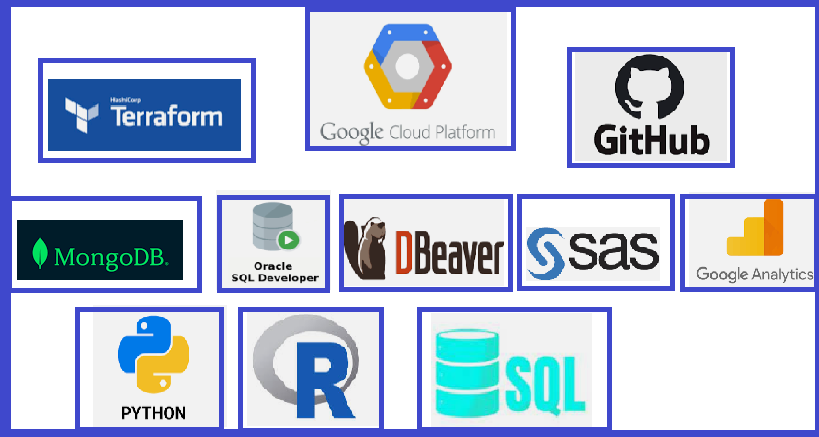 HashiCorp
Terraform
Google Cloud Platform
GitHub
MongoDB.
Oracle
SQL Developer
DBeaver
sas
Google Analytics
PYTHON
R
SQL